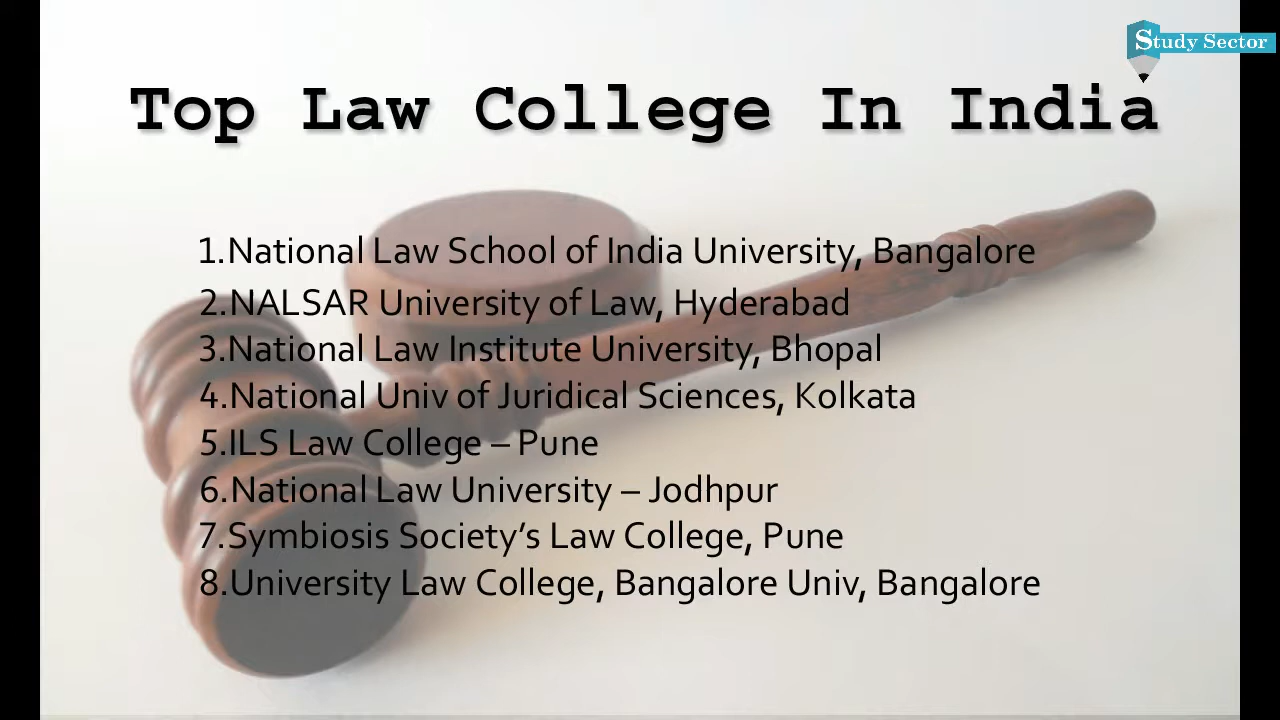 Study Sector
Top Law College In India
1.National Law School of India University, Bangalore
2.NALSAR University of Law, Hyderabad
3.National Law Institute University, Bhopal
4.National Univ of Juridical Sciences, Kolkata
5.ILS Law College – Pune
6.National Law University – Jodhpur
7.Symbiosis Society’s Law College, Pune
8.University Law College, Bangalore Univ, Bangalore